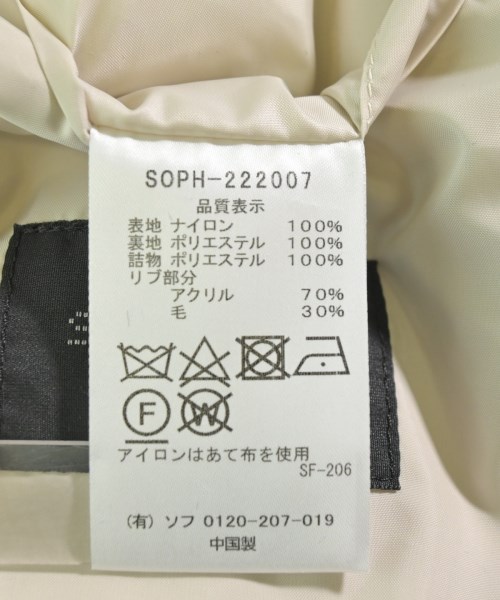 SOPH-222007
品質表示
表地 ナイロン 100%
裏地 ポリエステル 100%
詰物 ポリエステル 100%
リブ部分
アクリル 70%
毛 30%
F W
アイロンはあて布を使用
SF-206
(有) ソフ 0120-207-019
中国製